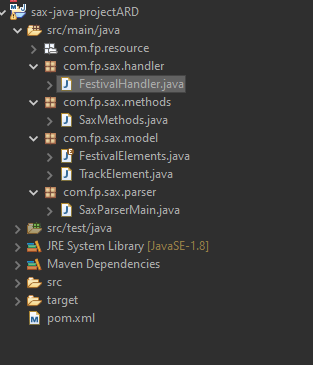 sax-java-projectARD
src/main/java
com.fp.resource
com.fp.sax.handler
FestivalHandler.java
com.fp.sax.methods
SaxMethods.java
com.fp.sax.model
FestivalElements.java
TrackElement.java
com.fp.sax.parser
SaxParserMain.java
src/test/java
JRE System Library [JavaSE-1.8]
Maven Dependencies
src
target
pom.xml